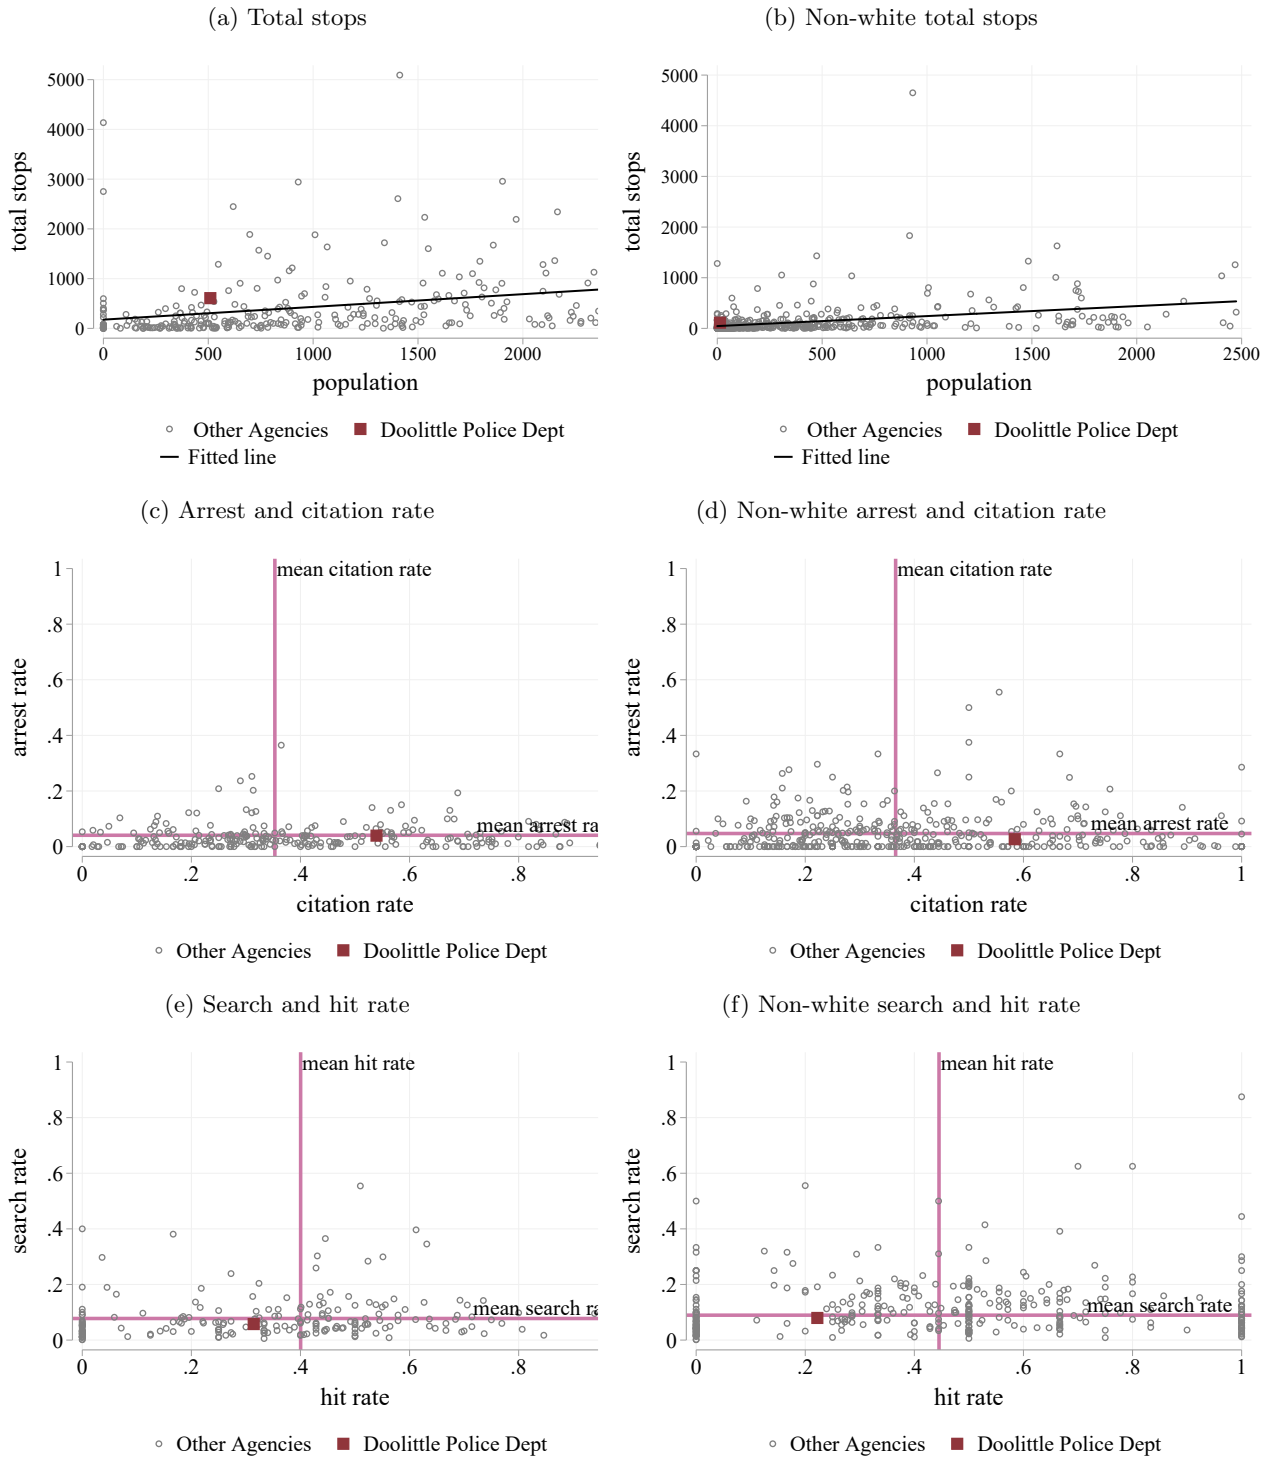 (a) Total stops
(b) Non-white total stops
total stops
5000
4000
3000
2000
1000
0
0 500 1000 1500 2000
population
Other Agencies Doolittle Police Dept
Fitted line
total stops
5000
4000
3000
2000
1000
0
0 500 1000 1500 2000 2500
population
Other Agencies Doolittle Police Dept
Fitted line
(c) Arrest and citation rate
(d) Non-white arrest and citation rate
arrest rate
1
.8
.6
.4
.2
0
mean citation rate
mean arrest ra
0 .2 .4 .6 .8
citation rate
Other Agencies Doolittle Police Dept
arrest rate
1
.8
.6
.4
.2
0
mean citation rate
mean arrest rate
0 .2 .4 .6 .8 1
citation rate
Other Agencies Doolittle Police Dept
(e) Search and hit rate
(f) Non-white search and hit rate
search rate
1
.8
.6
.4
.2
0
mean hit rate
mean search ra
0 .2 .4 .6 .8
hit rate
Other Agencies Doolittle Police Dept
search rate
1
.8
.6
.4
.2
0
mean hit rate
mean search rate
0 .2 .4 .6 .8 1
hit rate
Other Agencies Doolittle Police Dept